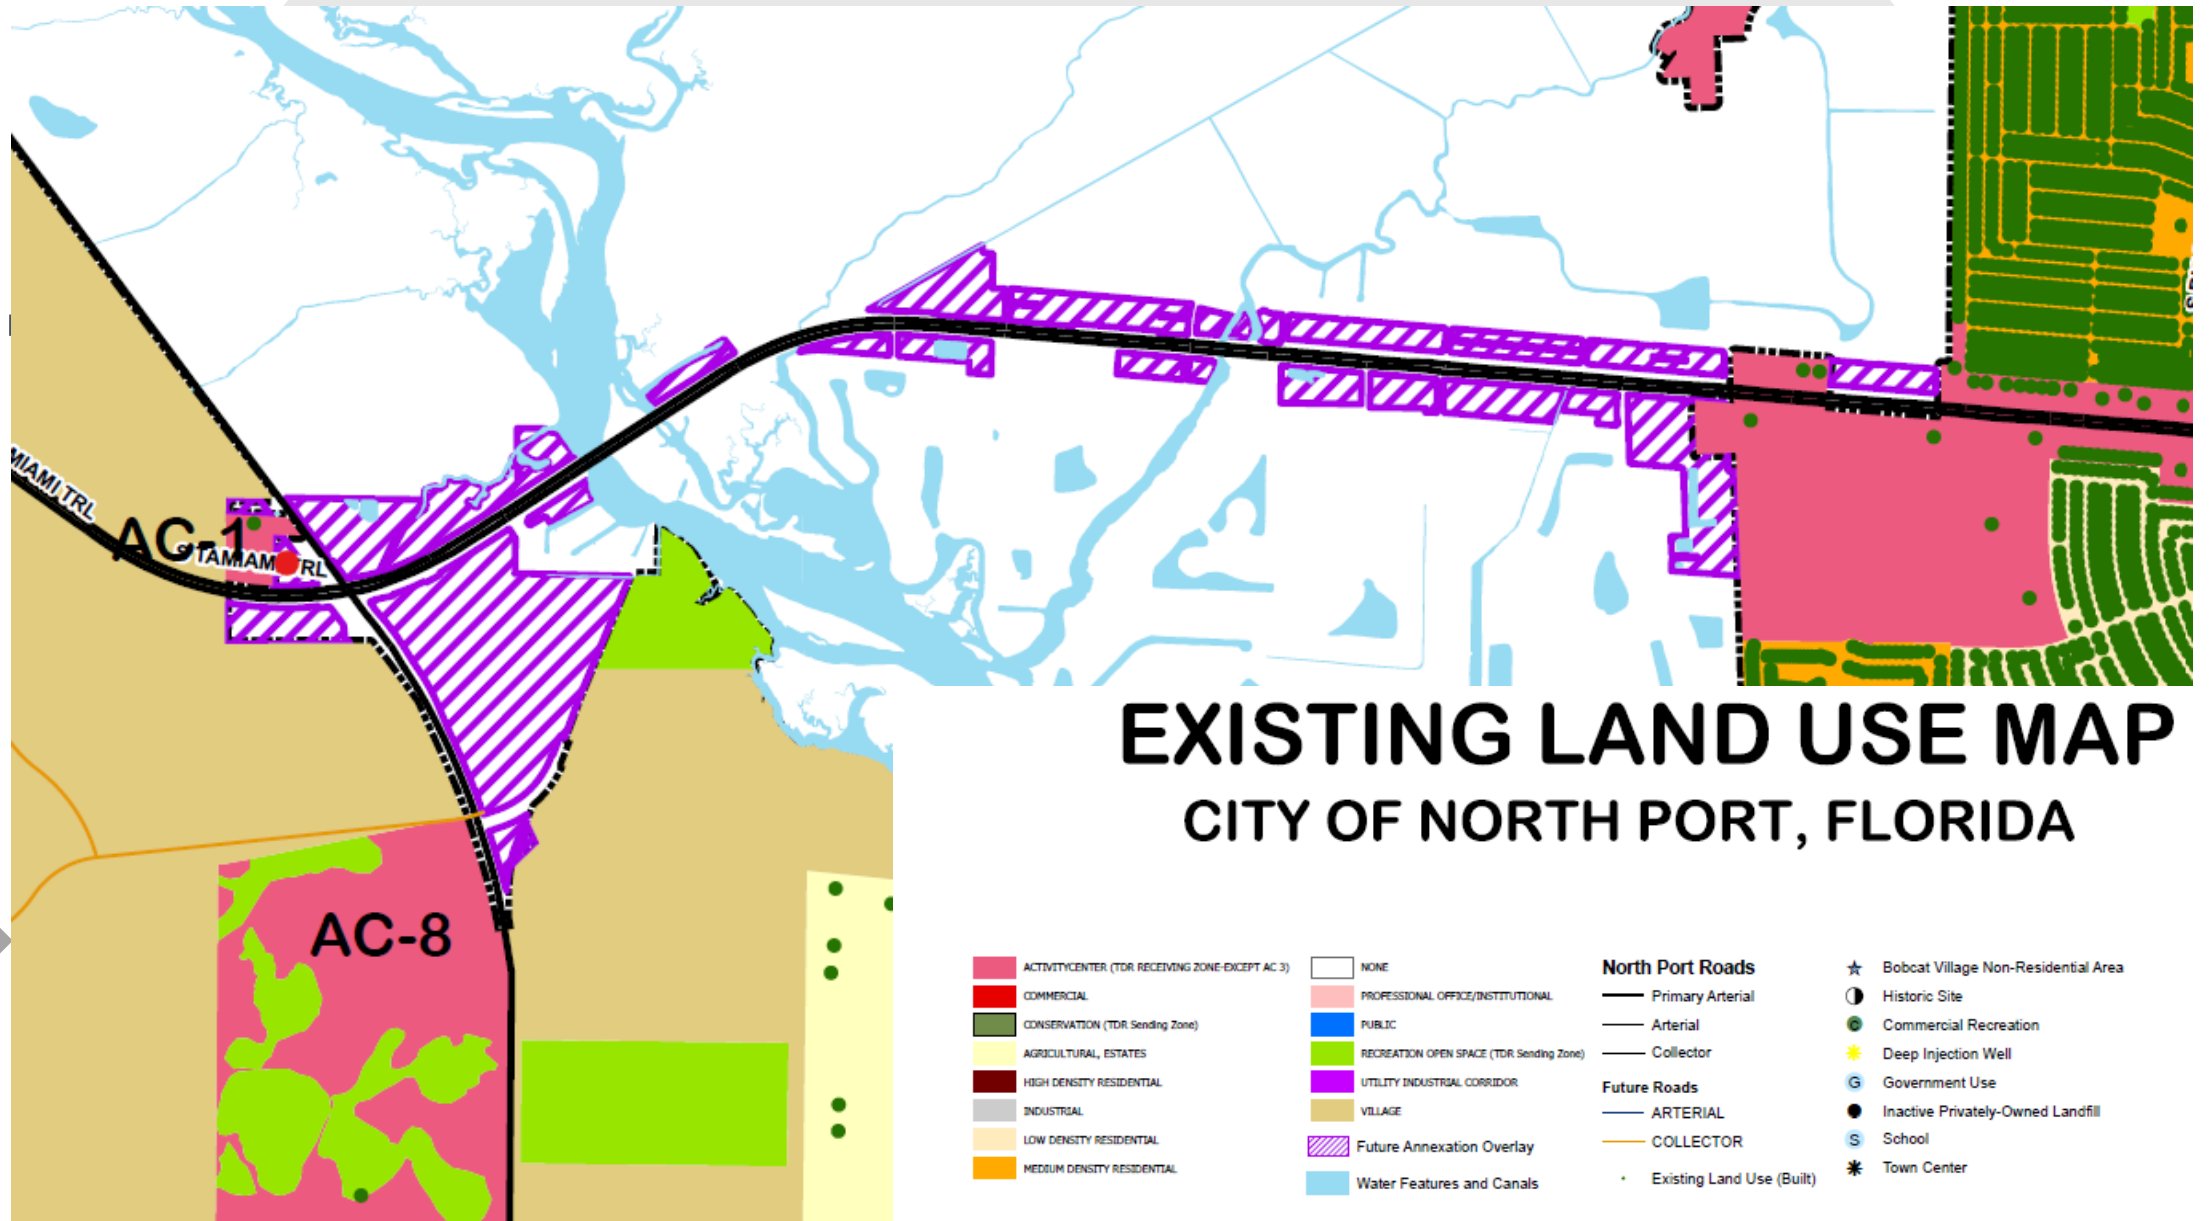 MIAMI TRL
AC-1
S TAMIAM TRL
AC-8
EXISTING LAND USE MAP
CITY OF NORTH PORT, FLORIDA
ACTIVITYCENTER (TDR RECEIVING ZONE-EXCEPT AC 3)
COMMERCIAL
CONSERVATION (TDR Sending Zone)
AGRICULTURAL, ESTATES
HIGH DENSITY RESIDENTIAL
INDUSTRIAL
LOW DENSITY RESIDENTIAL
MEDIUM DENSITY RESIDENTIAL
NONE
PROFESSIONAL OFFICE/INSTITUTIONAL
PUBLIC
RECREATION OPEN SPACE (TDR Sending Zone)
UTILITY INDUSTRIAL CORRIDOR
VILLAGE
Future Annexation Overlay
Water Features and Canals
North Port Roads
Primary Arterial
Arterial
Collector
Future Roads
ARTERIAL
COLLECTOR
Existing Land Use (Built)
Bobcat Village Non-Residential Area
Historic Site
C Commercial Recreation
Deep Injection Well
G Government Use
Inactive Privately-Owned Landfill
S School
Town Center